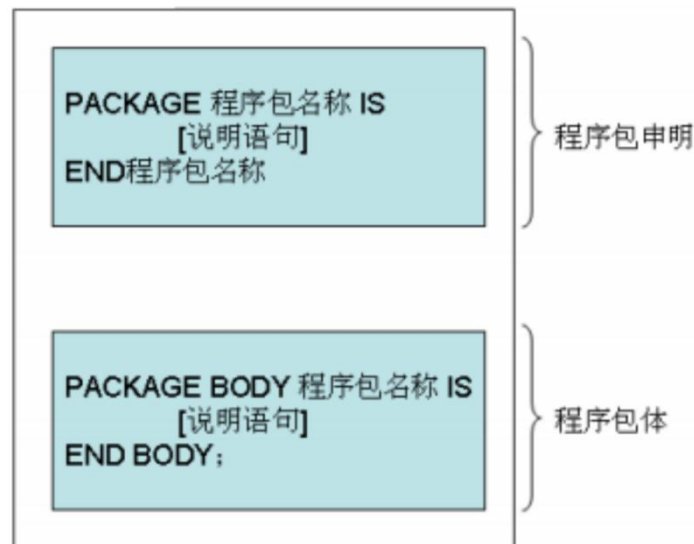 PACKAGE 程序包名称 IS
[说明语句]
END程序包名称
程序包申明
PACKAGE BODY 程序包名称 IS
[说明语句]
END BODY；
程序包体